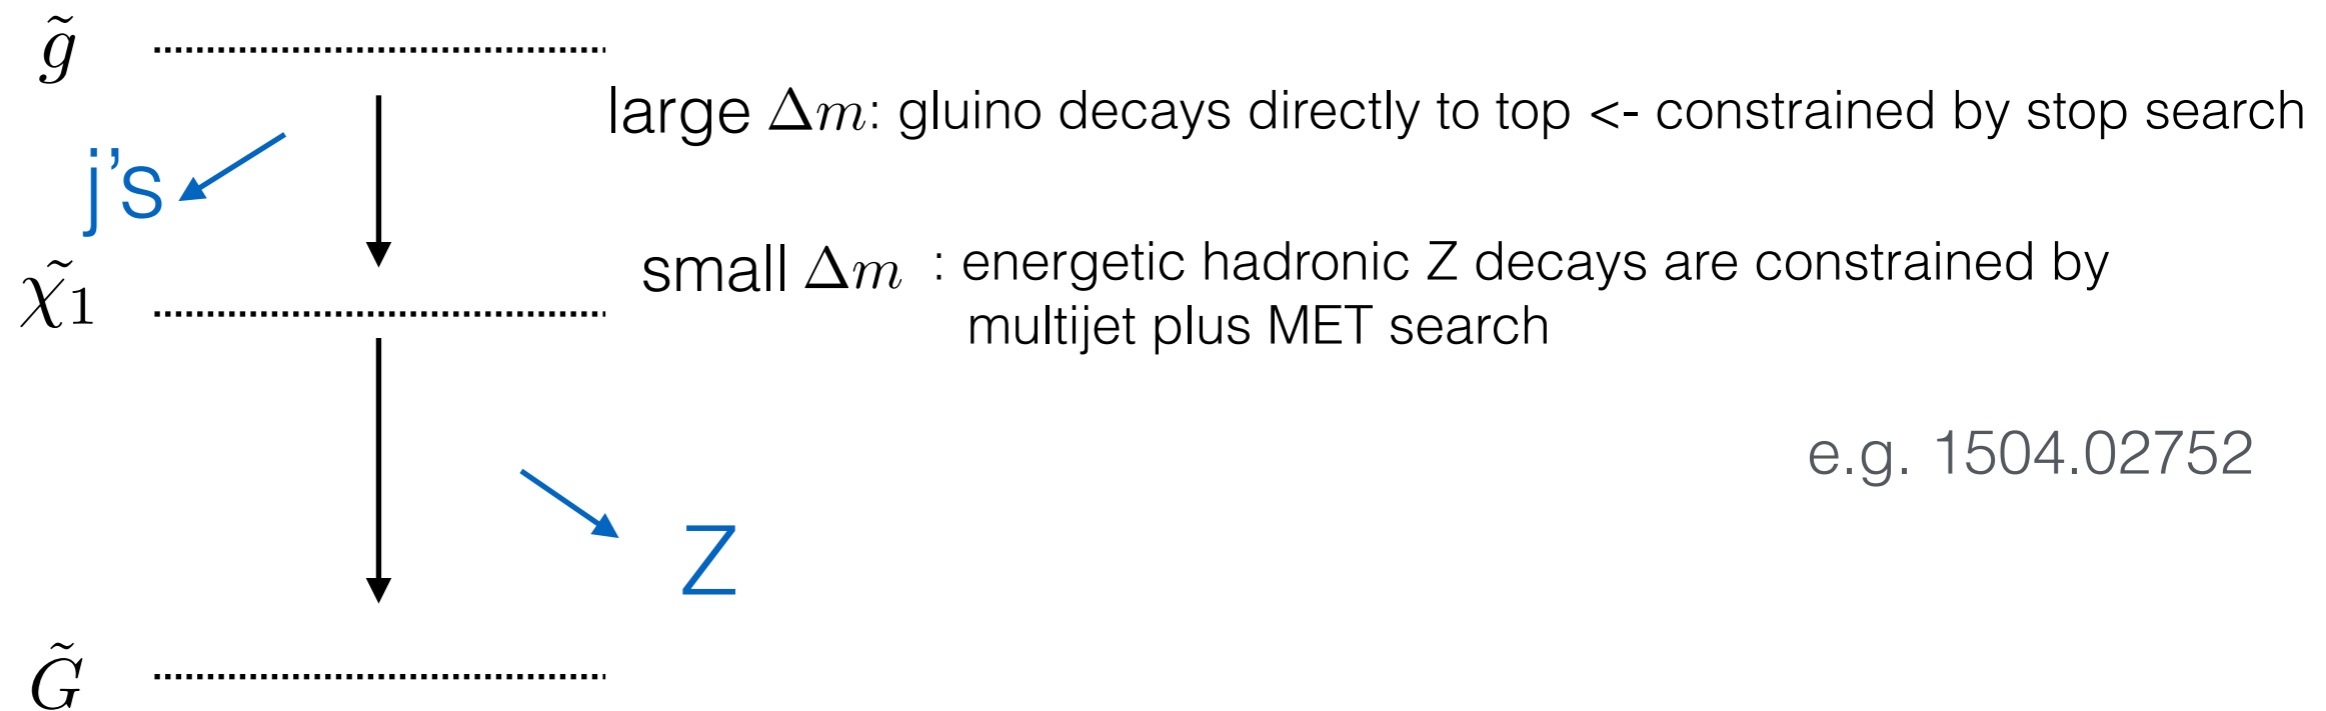 g̃
large Δm: gluino decays directly to top <- constrained by stop search
j's
χ̃₁
small Δm : energetic hadronic Z decays are constrained by
multijet plus MET search
e.g. 1504.02752
Z
G̃